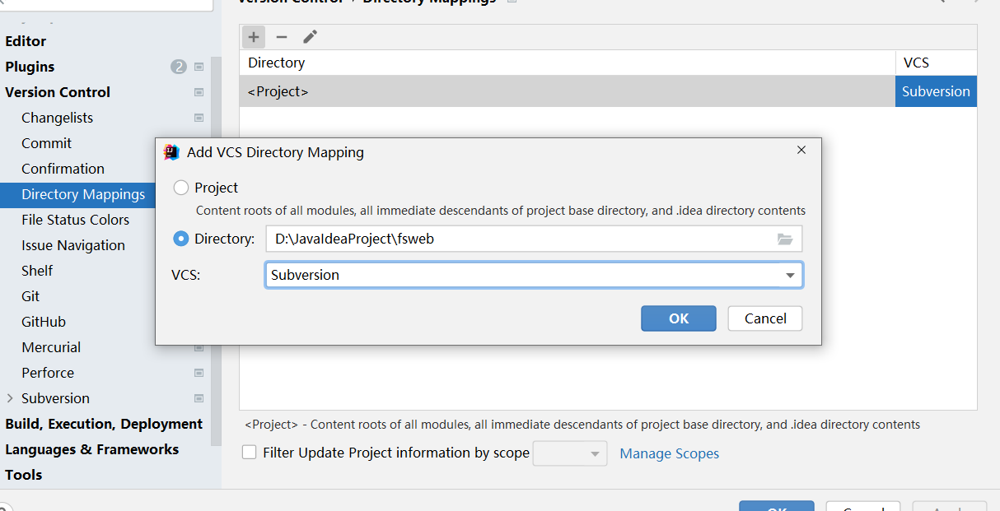 Version Control › Directory Mappings
Editor
Plugins 2
Version Control
Changelists
Commit
Confirmation
Directory Mappings
File Status Colors
Issue Navigation
Shelf
Git
GitHub
Mercurial
Perforce
Subversion
Build, Execution, Deployment
Languages & Frameworks
Tools
Directory VCS
<Project> Subversion
Add VCS Directory Mapping
Project
Content roots of all modules, all immediate descendants of project base directory, and .idea directory contents
Directory: D:\JavaIdeaProject\fsweb
VCS: Subversion
OK Cancel
<Project> - Content roots of all modules, all immediate descendants of project base directory, and .idea directory contents
Filter Update Project information by scope Manage Scopes
OK Cancel